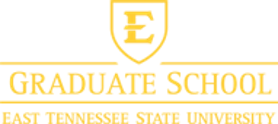 E
GRADUATE SCHOOL
EAST TENNESSEE STATE UNIVERSITY